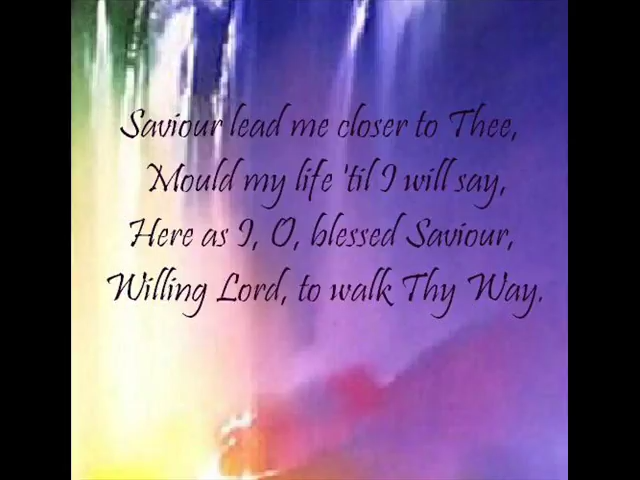 Saviour lead me closer to Thee,
Mould my life 'til I will say,
Here as I, O, blessed Saviour,
Willing Lord, to walk Thy Way.